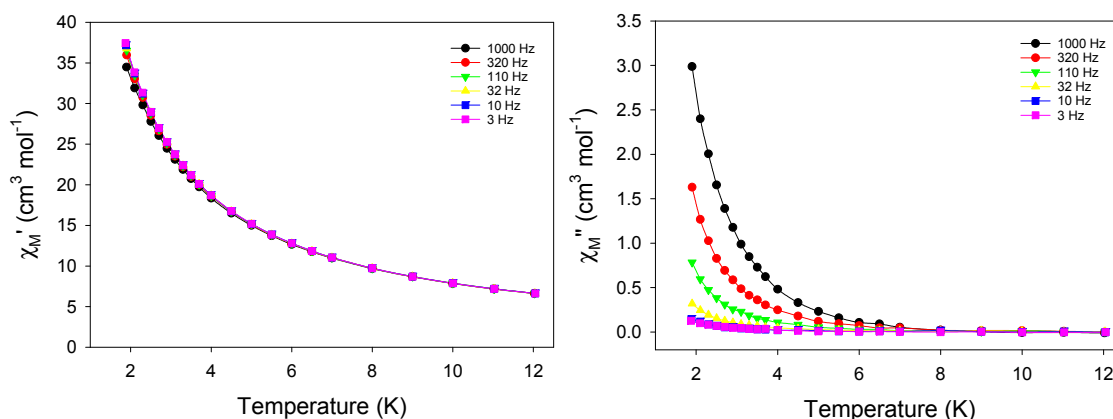 40
35
30
25
20
15
10
5
0
χM' (cm³ mol⁻¹)
2 4 6 8 10 12
Temperature (K)
1000 Hz
320 Hz
110 Hz
32 Hz
10 Hz
3 Hz
3.5
3.0
2.5
2.0
1.5
1.0
0.5
0.0
χM" (cm³ mol⁻¹)
2 4 6 8 10 12
Temperature (K)
1000 Hz
320 Hz
110 Hz
32 Hz
10 Hz
3 Hz